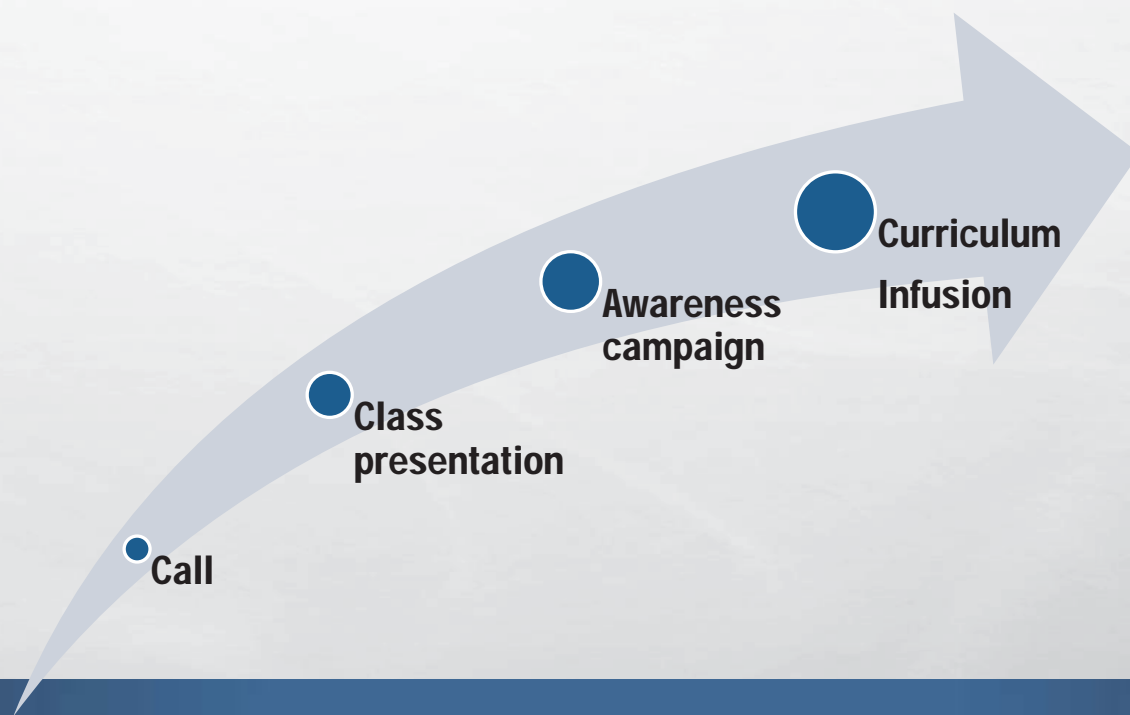 Call
Class
presentation
Awareness
campaign
Curriculum
Infusion